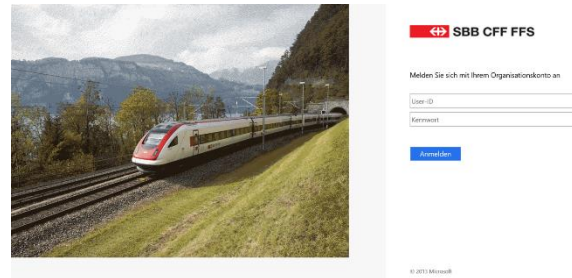 SBB CFF FFS
Melden Sie sich mit Ihrem Organisationskonto an
User-ID
Kennwort
Anmelden
© 2013 Microsoft